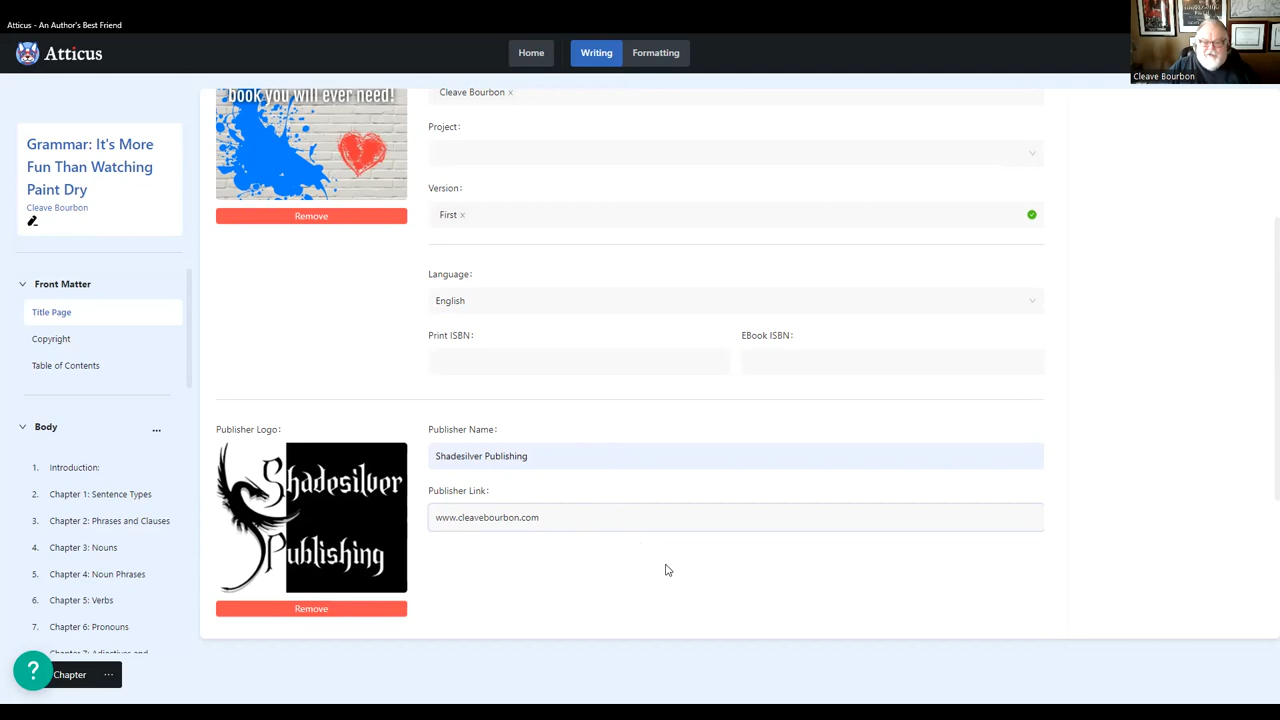 Atticus - An Author's Best Friend
Atticus
Home
Writing
Formatting
Cleave Bourbon
Grammar: It's More
Fun Than Watching
Paint Dry
Cleave Bourbon
Front Matter
Title Page
Copyright
Table of Contents
Body
...
1. Introduction:
2. Chapter 1: Sentence Types
3. Chapter 2: Phrases and Clauses
4. Chapter 3: Nouns
5. Chapter 4: Noun Phrases
6. Chapter 5: Verbs
7. Chapter 6: Pronouns
Chapter 7: Adjectives and
? Chapter ...
book you will ever need!
Remove
Cleave Bourbon ×
Project:
Version:
First ×
Language:
English
Print ISBN:
EBook ISBN:
Publisher Logo:
Shadesilver
Publishing
Remove
Publisher Name:
Shadesilver Publishing
Publisher Link:
www.cleavebourbon.com